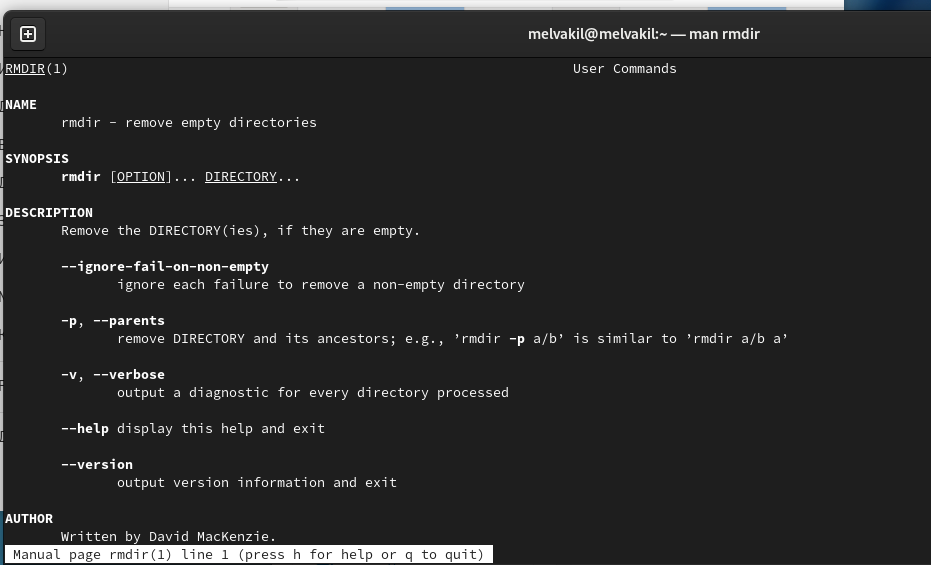 melvakil@melvakil:~ — man rmdir
RMDIR(1) User Commands
NAME
rmdir - remove empty directories
SYNOPSIS
rmdir [OPTION]... DIRECTORY...
DESCRIPTION
Remove the DIRECTORY(ies), if they are empty.
--ignore-fail-on-non-empty
ignore each failure to remove a non-empty directory
-p, --parents
remove DIRECTORY and its ancestors; e.g., ’rmdir -p a/b’ is similar to ’rmdir a/b a’
-v, --verbose
output a diagnostic for every directory processed
--help display this help and exit
--version
output version information and exit
AUTHOR
Written by David MacKenzie.
Manual page rmdir(1) line 1 (press h for help or q to quit)